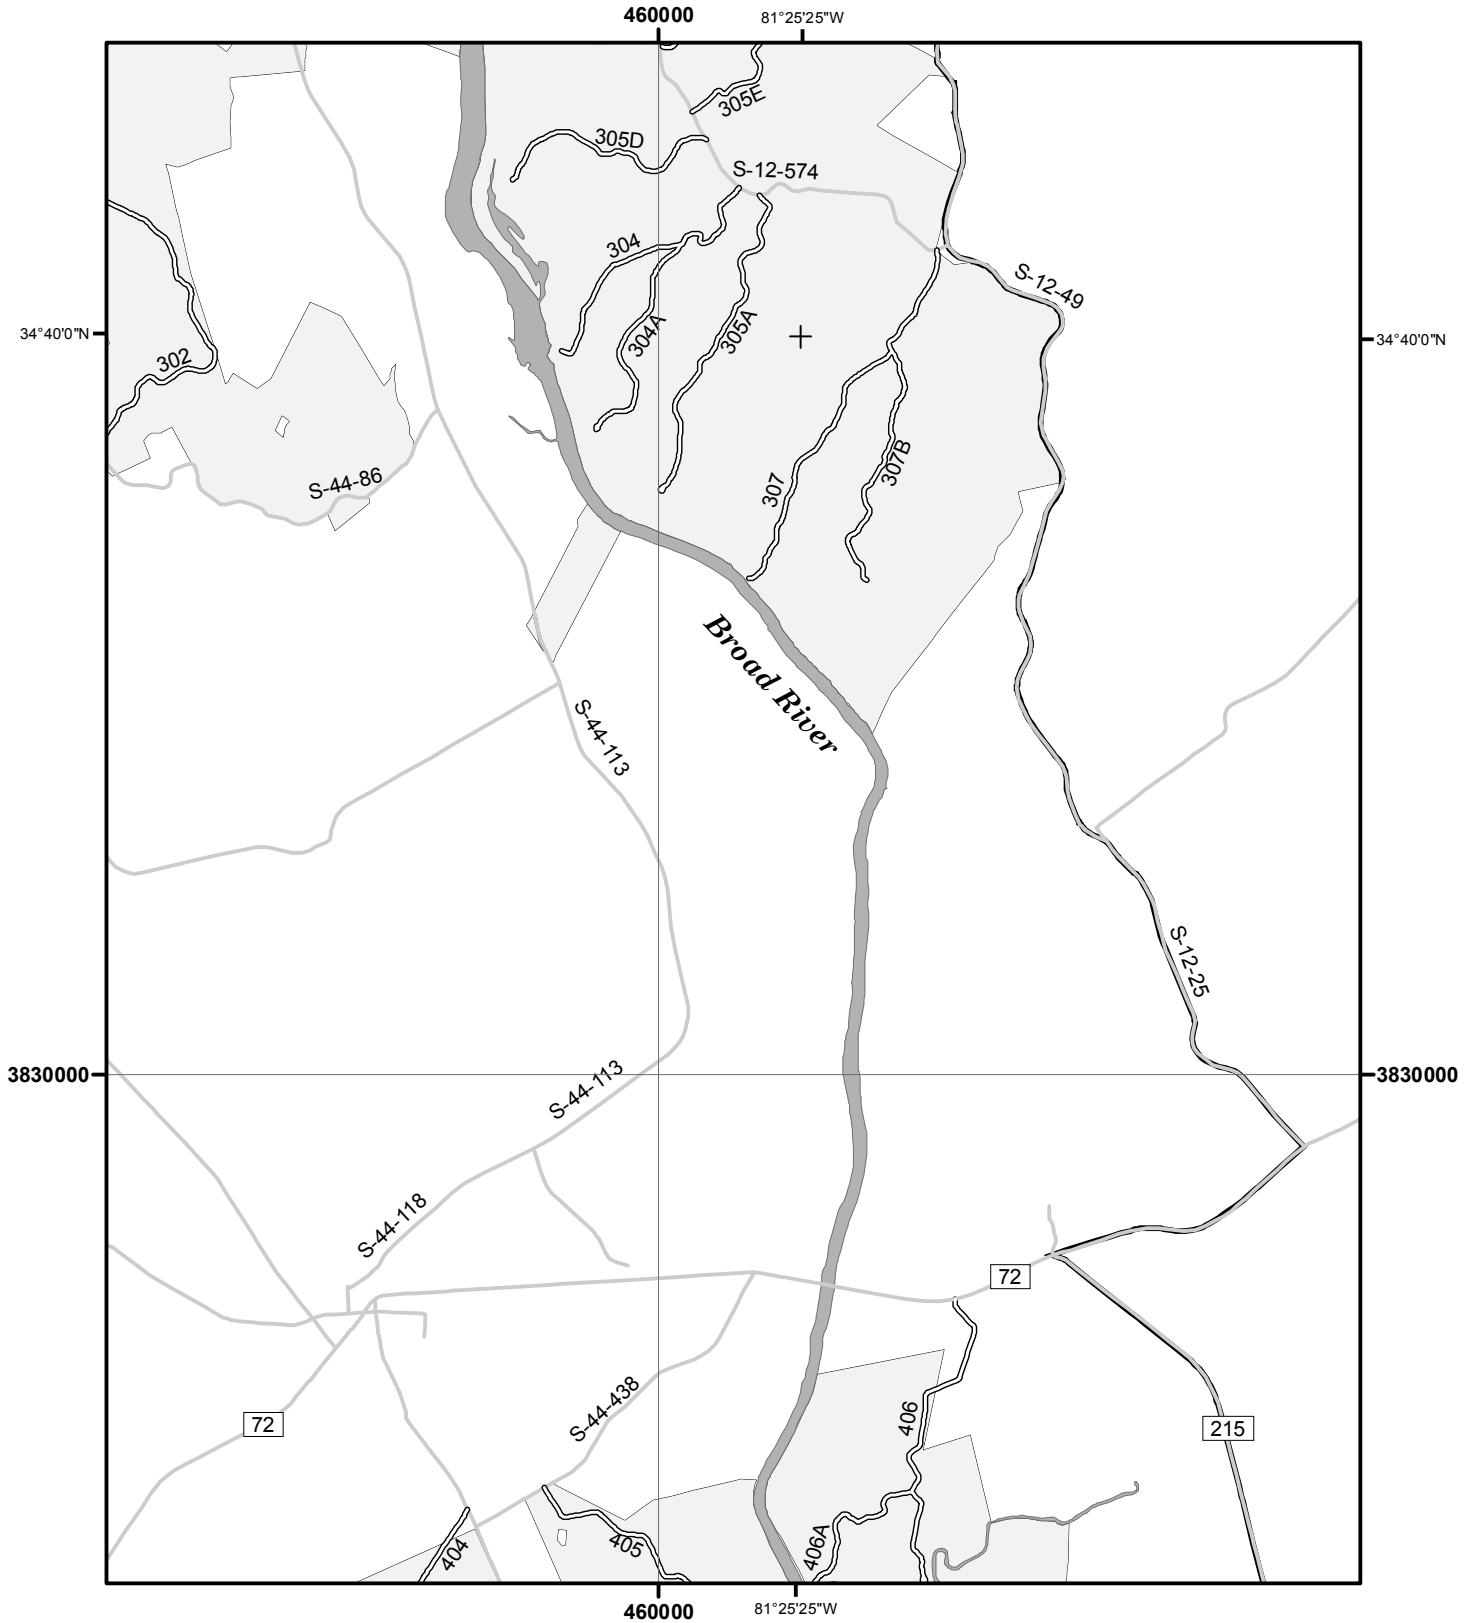 460000
81°25'25"W
305E
305D
S-12-574
304
S-12-49
304A
305A
34°40'0"N
34°40'0"N
302
307B
S-44-86
307
Broad River
S-44-113
S-12-25
3830000
3830000
S-44-113
S-44-118
72
S-44-438
406
72
215
404
405
406A
460000
81°25'25"W